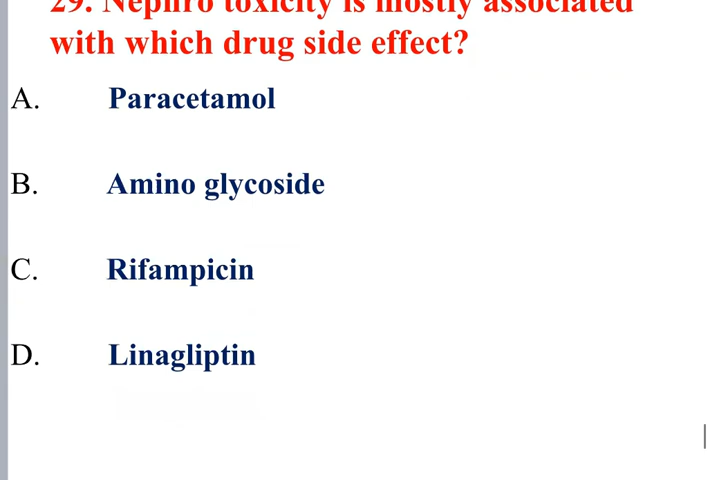 29. Nephro toxicity is mostly associated
with which drug side effect?
A. Paracetamol
B. Amino glycoside
C. Rifampicin
D. Linagliptin